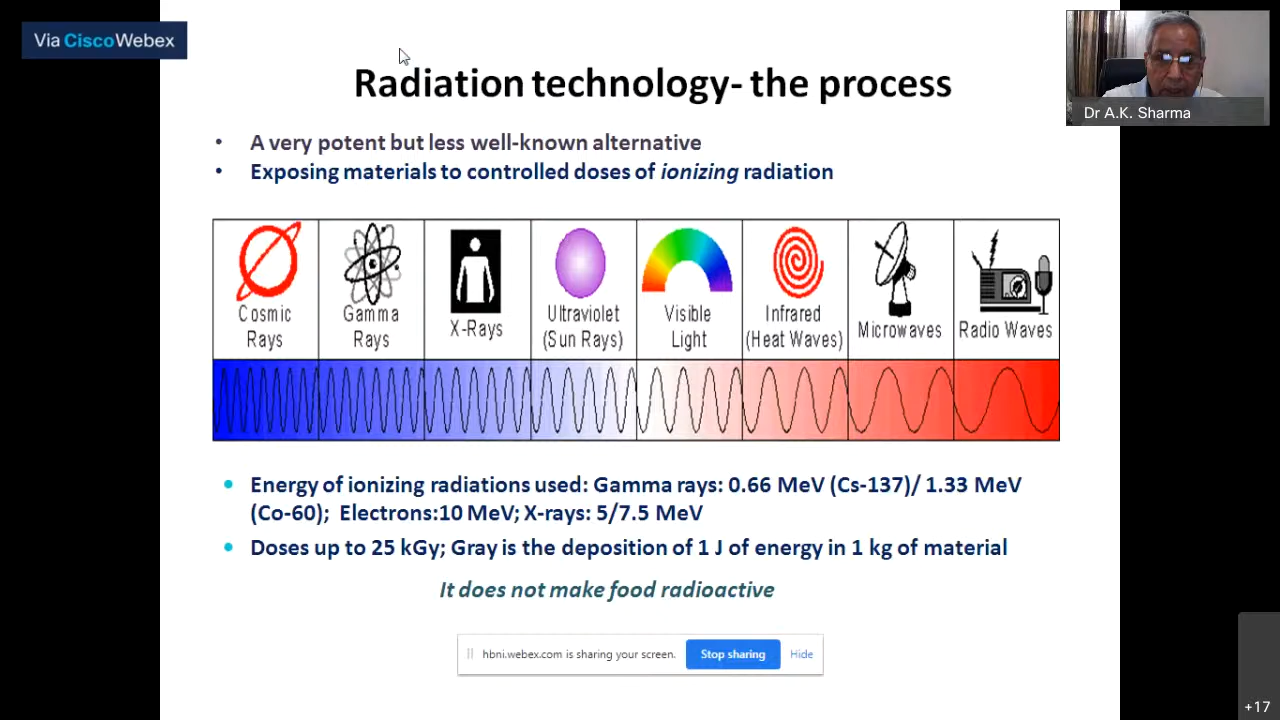 Via CiscoWebex
Dr A.K. Sharma
Radiation technology- the process
• A very potent but less well-known alternative
• Exposing materials to controlled doses of ionizing radiation
Cosmic
Rays
Gamma
Rays
X-Rays
Ultraviolet
(Sun Rays)
Visible
Light
Infrared
(Heat Waves)
Microwaves
Radio Waves
• Energy of ionizing radiations used: Gamma rays: 0.66 MeV (Cs-137)/ 1.33 MeV
(Co-60); Electrons:10 MeV; X-rays: 5/7.5 MeV
• Doses up to 25 kGy; Gray is the deposition of 1 J of energy in 1 kg of material
It does not make food radioactive
hbni.webex.com is sharing your screen. Stop sharing Hide
+17